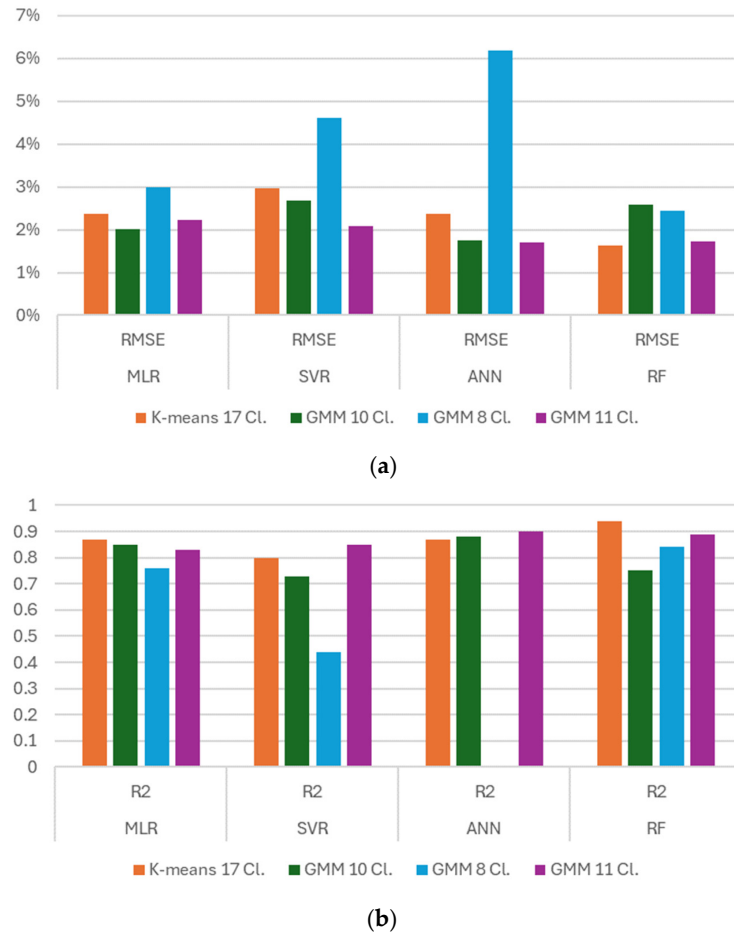 7%
6%
5%
4%
3%
2%
1%
0%
RMSE RMSE RMSE RMSE
MLR SVR ANN RF
K-means 17 Cl. GMM 10 Cl. GMM 8 Cl. GMM 11 Cl.
(a)
1
0.9
0.8
0.7
0.6
0.5
0.4
0.3
0.2
0.1
0
R2 R2 R2 R2
MLR SVR ANN RF
K-means 17 Cl. GMM 10 Cl. GMM 8 Cl. GMM 11 Cl.
(b)